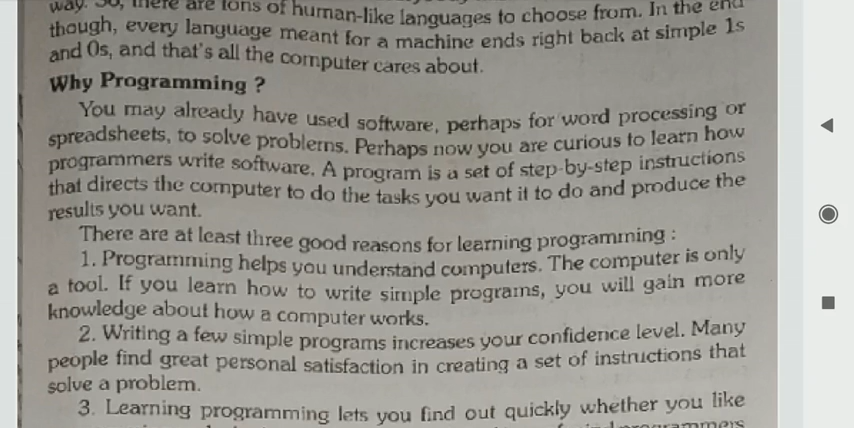 way. So, there are tons of human-like languages to choose from. In the end
though, every language meant for a machine ends right back at simple 1s
and 0s, and that's all the computer cares about.
Why Programming ?
You may already have used software, perhaps for word processing or
spreadsheets, to solve problems. Perhaps now you are curious to learn how
programmers write software. A program is a set of step-by-step instructions
that directs the computer to do the tasks you want it to do and produce the
results you want.
There are at least three good reasons for learning programming :
1. Programming helps you understand computers. The computer is only
a tool. If you learn how to write simple programs, you will gain more
knowledge about how a computer works.
2. Writing a few simple programs increases your confidence level. Many
people find great personal satisfaction in creating a set of instructions that
solve a problem.
3. Learning programming lets you find out quickly whether you like